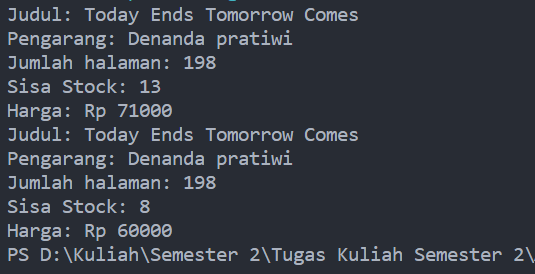 Judul: Today Ends Tomorrow Comes
Pengarang: Denanda pratiwi
Jumlah halaman: 198
Sisa Stock: 13
Harga: Rp 71000
Judul: Today Ends Tomorrow Comes
Pengarang: Denanda pratiwi
Jumlah halaman: 198
Sisa Stock: 8
Harga: Rp 60000
PS D:\Kuliah\Semester 2\Tugas Kuliah Semester 2\